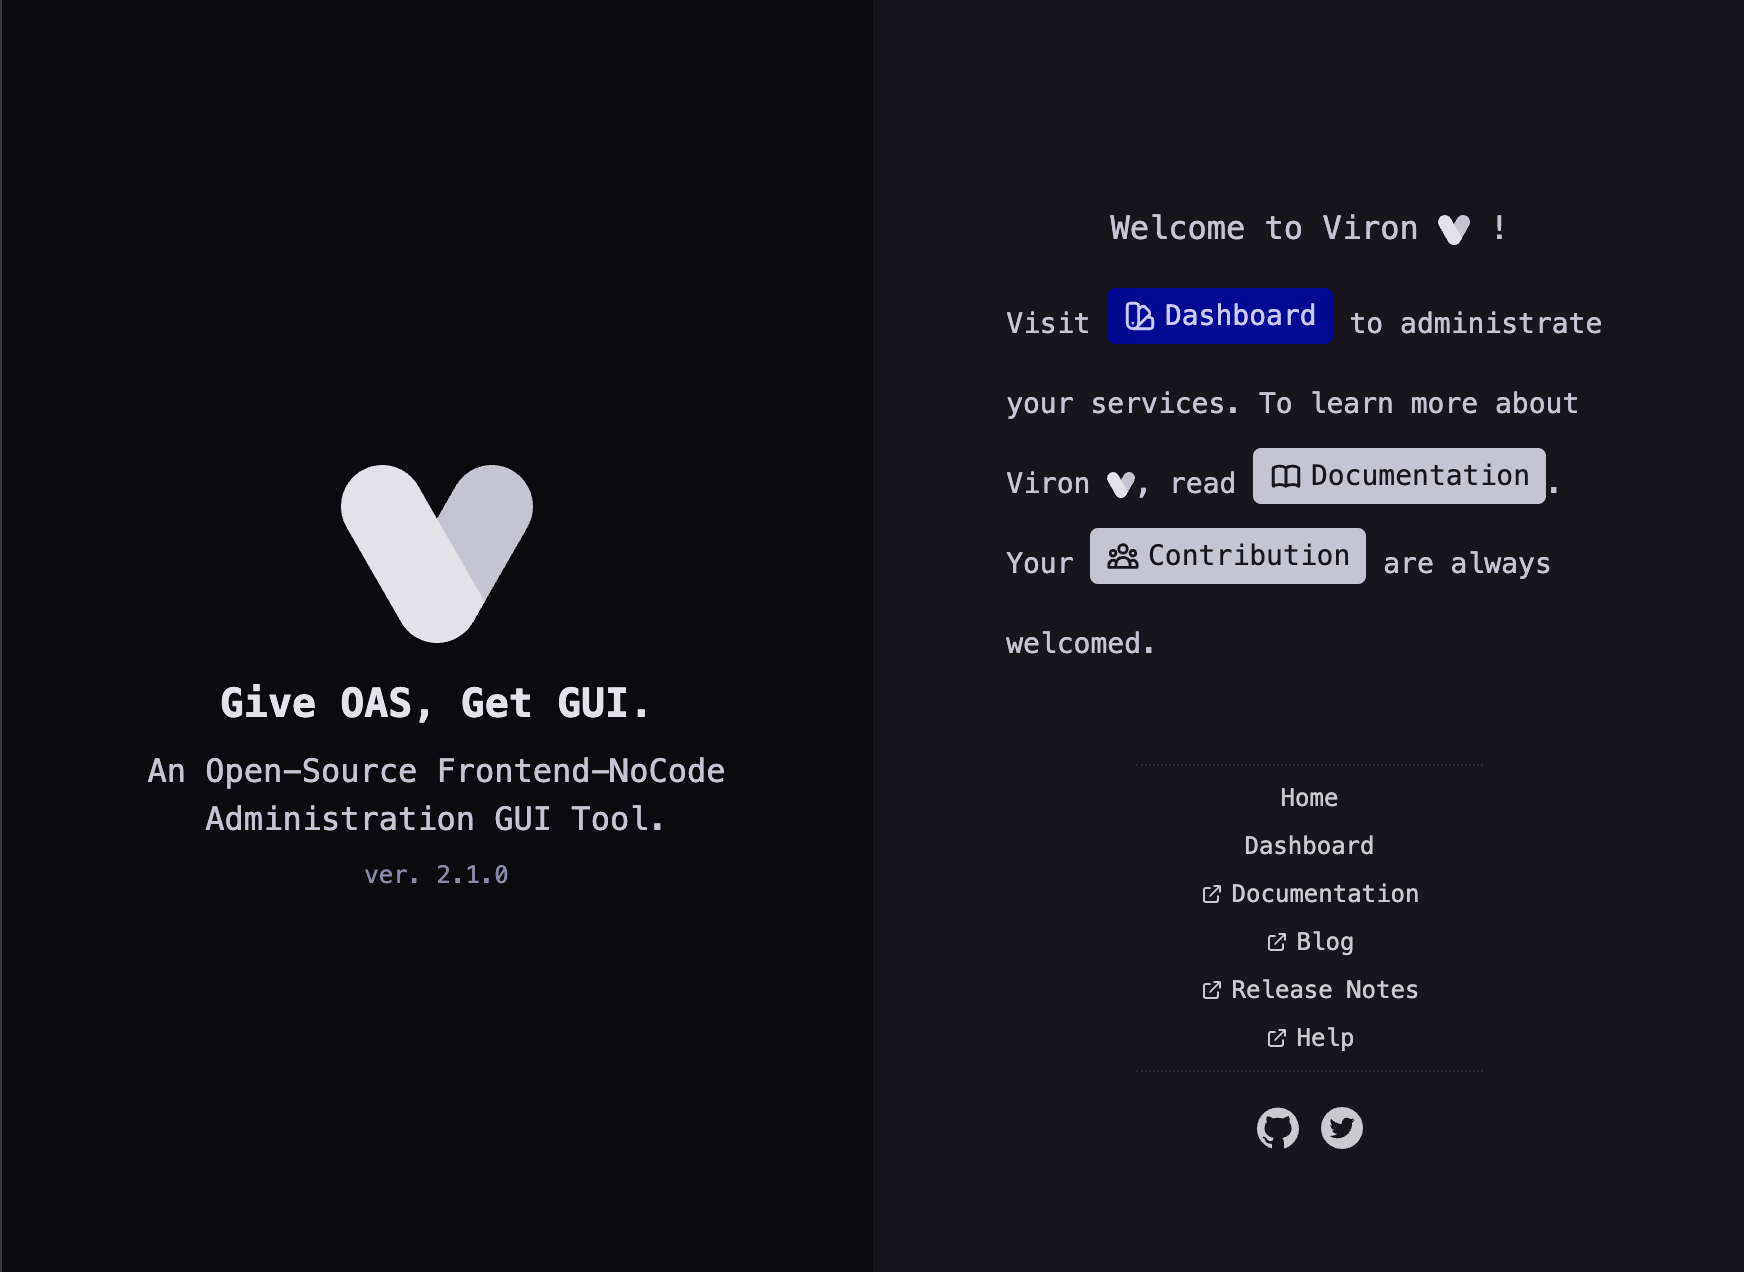 Give OAS, Get GUI.
An Open-Source Frontend-NoCode
Administration GUI Tool.
ver. 2.1.0
Welcome to Viron !
Visit Dashboard to administrate
your services. To learn more about
Viron , read Documentation.
Your Contribution are always
welcomed.
Home
Dashboard
Documentation
Blog
Release Notes
Help